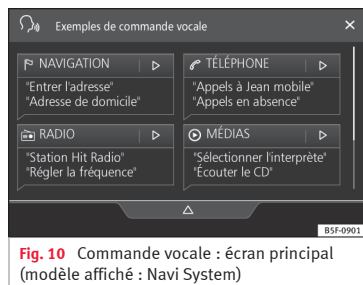 Exemples de commande vocale
NAVIGATION
"Entrer l'adresse"
"Adresse de domicile"
TÉLÉPHONE
"Appels à Jean mobile"
"Appels en absence"
RADIO
"Station Hit Radio"
"Régler la fréquence"
MÉDIAS
"Sélectionner l'interprète"
"Écouter le CD"
B5F-0901
Fig. 10 Commande vocale : écran principal
(modèle affiché : Navi System)